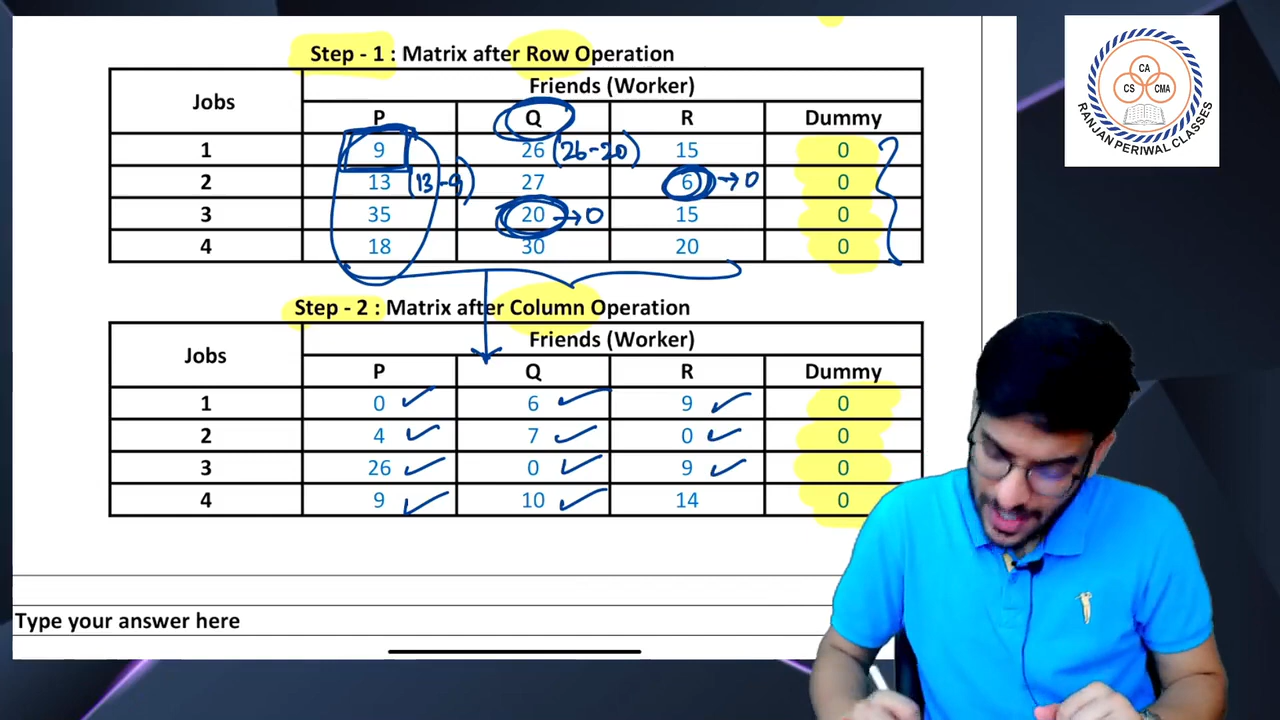 Step - 1 : Matrix after Row Operation
Jobs Friends (Worker)
P Q R Dummy
1 9 26 (26-20) 15 0
2 13 (13-9) 27 6 →0 0
3 35 20 →0 15 0
4 18 30 20 0
Step - 2 : Matrix after Column Operation
Jobs Friends (Worker)
P Q R Dummy
1 0 6 9 0
2 4 7 0 0
3 26 0 9 0
4 9 10 14 0
Type your answer here
CA
CS CMA
RANJAN PERIWAL CLASSES